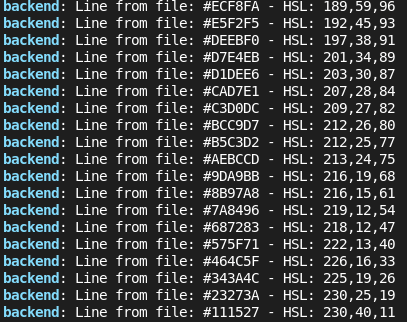 backend: Line from file: #ECF8FA - HSL: 189,59,96
backend: Line from file: #E5F2F5 - HSL: 192,45,93
backend: Line from file: #DEEBF0 - HSL: 197,38,91
backend: Line from file: #D7E4EB - HSL: 201,34,89
backend: Line from file: #D1DEE6 - HSL: 203,30,87
backend: Line from file: #CAD7E1 - HSL: 207,28,84
backend: Line from file: #C3D0DC - HSL: 209,27,82
backend: Line from file: #BCC9D7 - HSL: 212,26,80
backend: Line from file: #B5C3D2 - HSL: 212,25,77
backend: Line from file: #AEBCCD - HSL: 213,24,75
backend: Line from file: #9DA9BB - HSL: 216,19,68
backend: Line from file: #8B97A8 - HSL: 216,15,61
backend: Line from file: #7A8496 - HSL: 219,12,54
backend: Line from file: #687283 - HSL: 218,12,47
backend: Line from file: #575F71 - HSL: 222,13,40
backend: Line from file: #464C5F - HSL: 226,16,33
backend: Line from file: #343A4C - HSL: 225,19,26
backend: Line from file: #23273A - HSL: 230,25,19
backend: Line from file: #111527 - HSL: 230,40,11